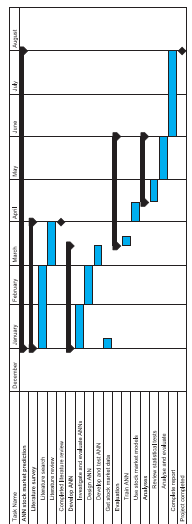 Task Name December January February March April May June July August
ANN stock market prediction
Literature survey
Literature search
Literature review
Completed literature review
Develop ANN
Investigate and evaluate ANNs
Design ANN
Develop and test ANN
Get stock market data
Evaluation
Train ANN
Use stock market models
Analyses
Review statistical tests
Analyse and evaluate
Complete report
Project completed